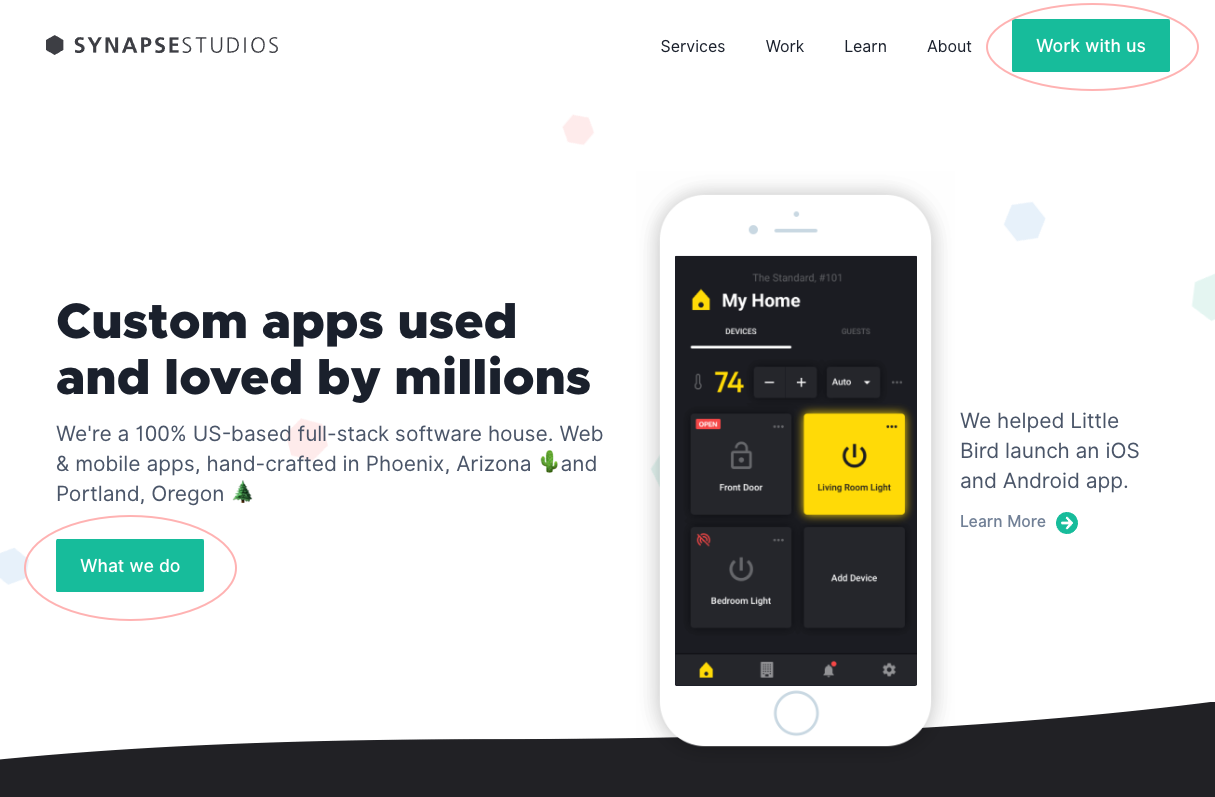 SYNAPSESTUDIOS
Services Work Learn About Work with us
Custom apps used
and loved by millions
We're a 100% US-based full-stack software house. Web
& mobile apps, hand-crafted in Phoenix, Arizona 🌵and
Portland, Oregon 🌲
What we do
The Standard, #101
My Home
DEVICES GUESTS
74 − + Auto
OPEN
Front Door
Living Room Light
Bedroom Light
Add Device
We helped Little
Bird launch an iOS
and Android app.
Learn More